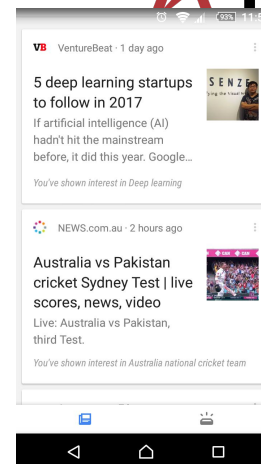 93% 11:5
VB VentureBeat · 1 day ago
5 deep learning startups
to follow in 2017
If artificial intelligence (AI)
hadn't hit the mainstream
before, it did this year. Google...
You've shown interest in Deep learning
SENZE
NEWS.com.au · 2 hours ago
Australia vs Pakistan
cricket Sydney Test | live
scores, news, video
Live: Australia vs Pakistan,
third Test.
You've shown interest in Australia national cricket team